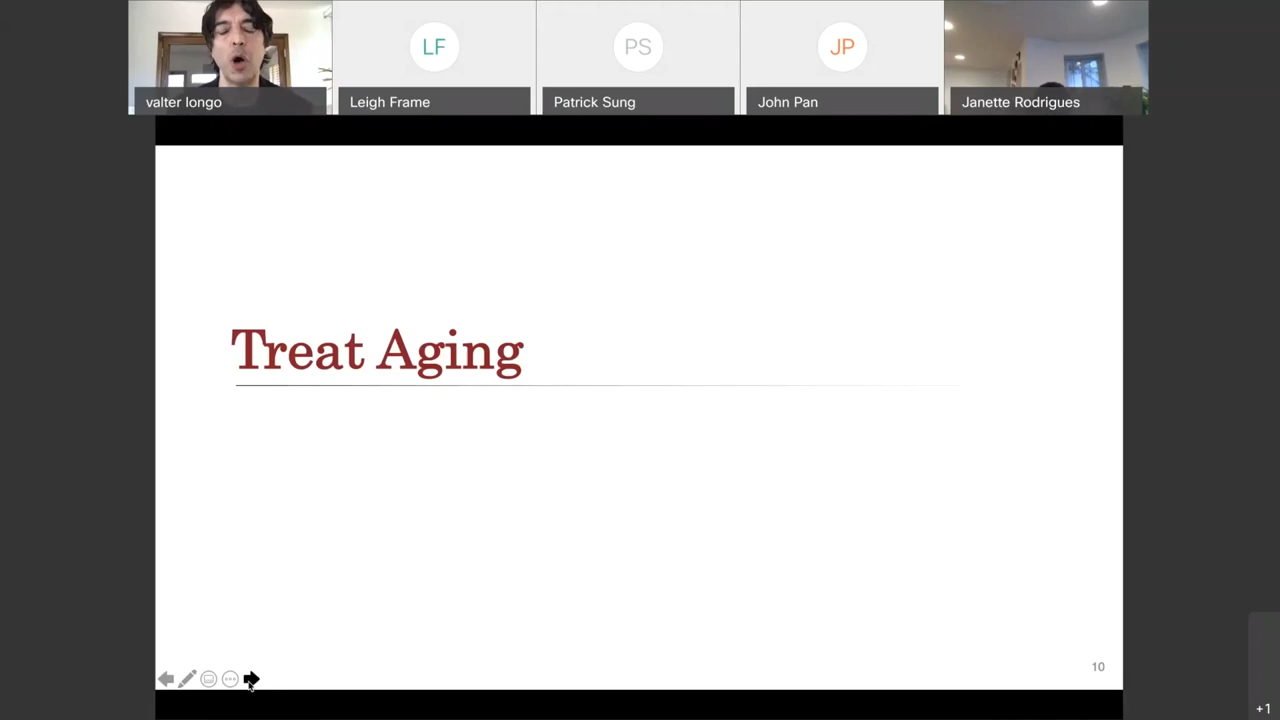 LF
PS
JP
valter longo
Leigh Frame
Patrick Sung
John Pan
Janette Rodrigues
Treat Aging
10
+1